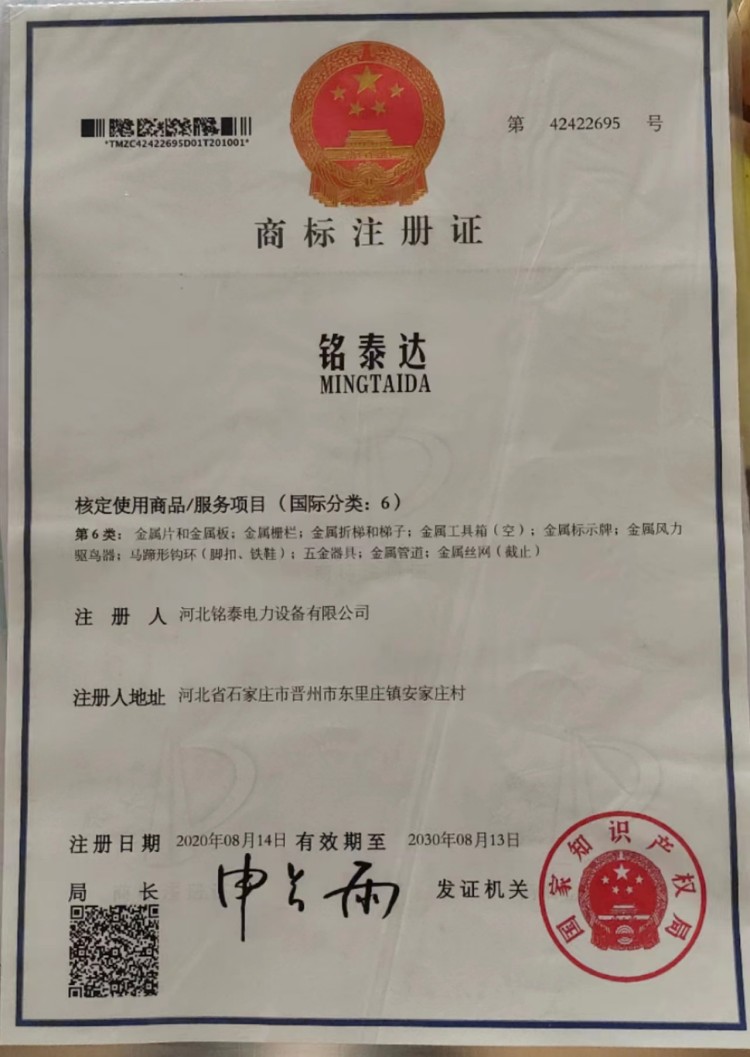 第 42422695 号
*TMZC42422695D01T201001*
商标注册证
铭泰达
MINGTAIDA
核定使用商品/服务项目（国际分类：6）
第6类：金属片和金属板；金属栅栏；金属折梯和梯子；金属工具箱（空）；金属标示牌；金属风力
驱鸟器；马蹄形钩环（脚扣、铁鞋）；五金器具；金属管道；金属丝网（截止）
注册人 河北铭泰电力设备有限公司
注册人地址 河北省石家庄市晋州市东里庄镇安家庄村
注册日期 2020年08月14日 有效期至 2030年08月13日
局长 申长雨 发证机关
国家知识产权局